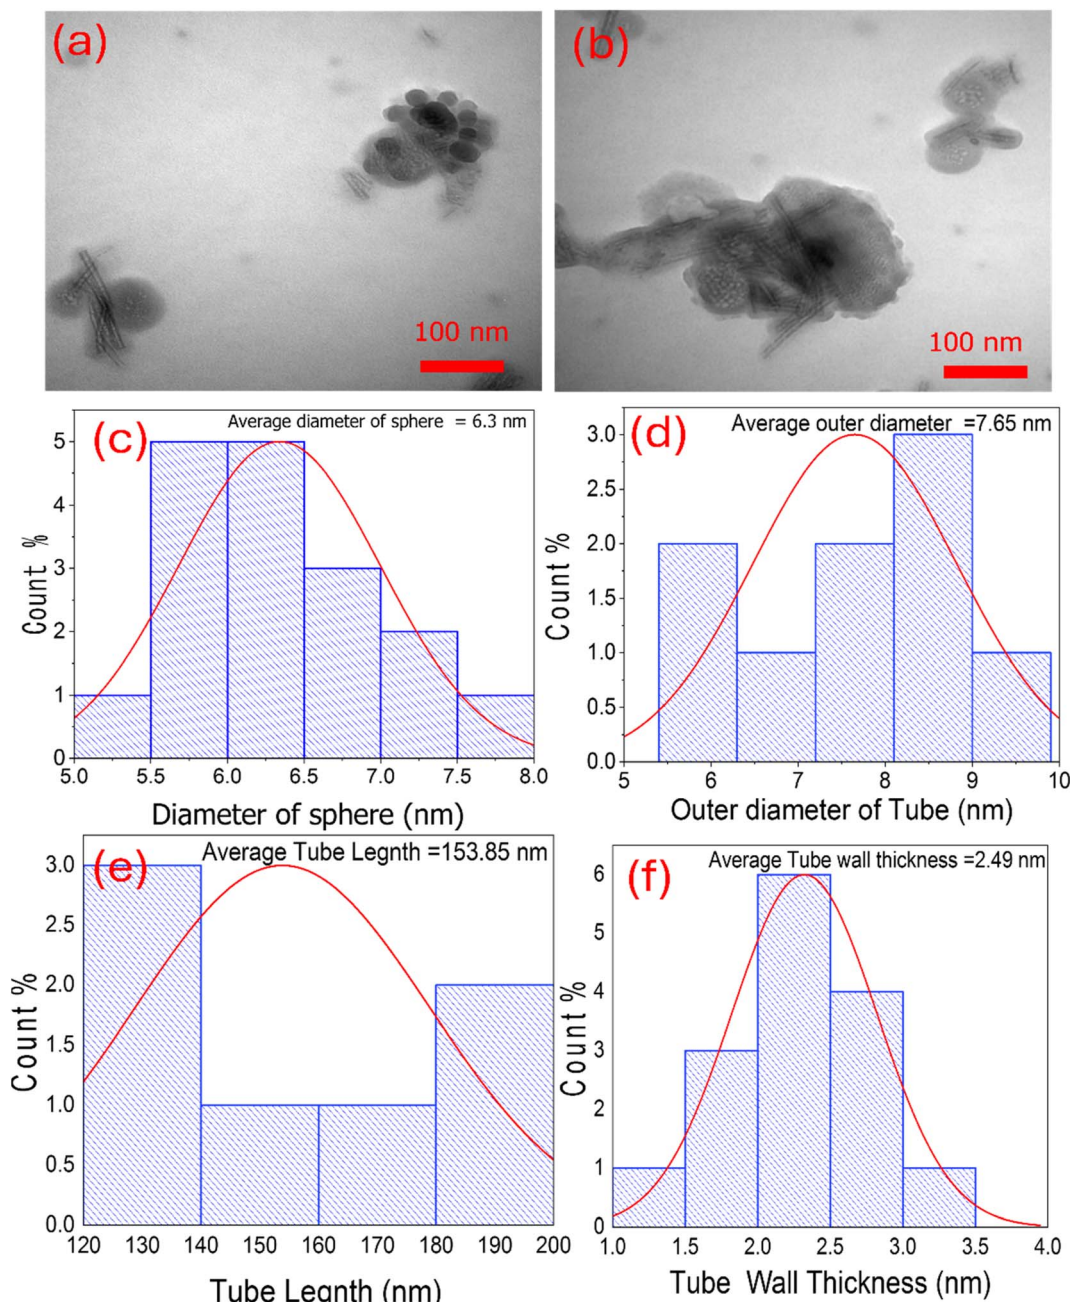 (a)
(b)
100 nm
100 nm
(c)
Average diameter of sphere = 6.3 nm
5
4
3
2
1
0
Count %
5.0 5.5 6.0 6.5 7.0 7.5 8.0
Diameter of sphere (nm)
(d)
Average outer diameter =7.65 nm
3.0
2.5
2.0
1.5
1.0
0.5
0.0
Count %
5 6 7 8 9 10
Outer diameter of Tube (nm)
(e)
Average Tube Legnth =153.85 nm
3.0
2.5
2.0
1.5
1.0
0.5
0.0
Count %
120 130 140 150 160 170 180 190 200
Tube Legnth (nm)
(f)
Average Tube wall thickness =2.49 nm
6
5
4
3
2
1
0
Count %
1.0 1.5 2.0 2.5 3.0 3.5 4.0
Tube Wall Thickness (nm)